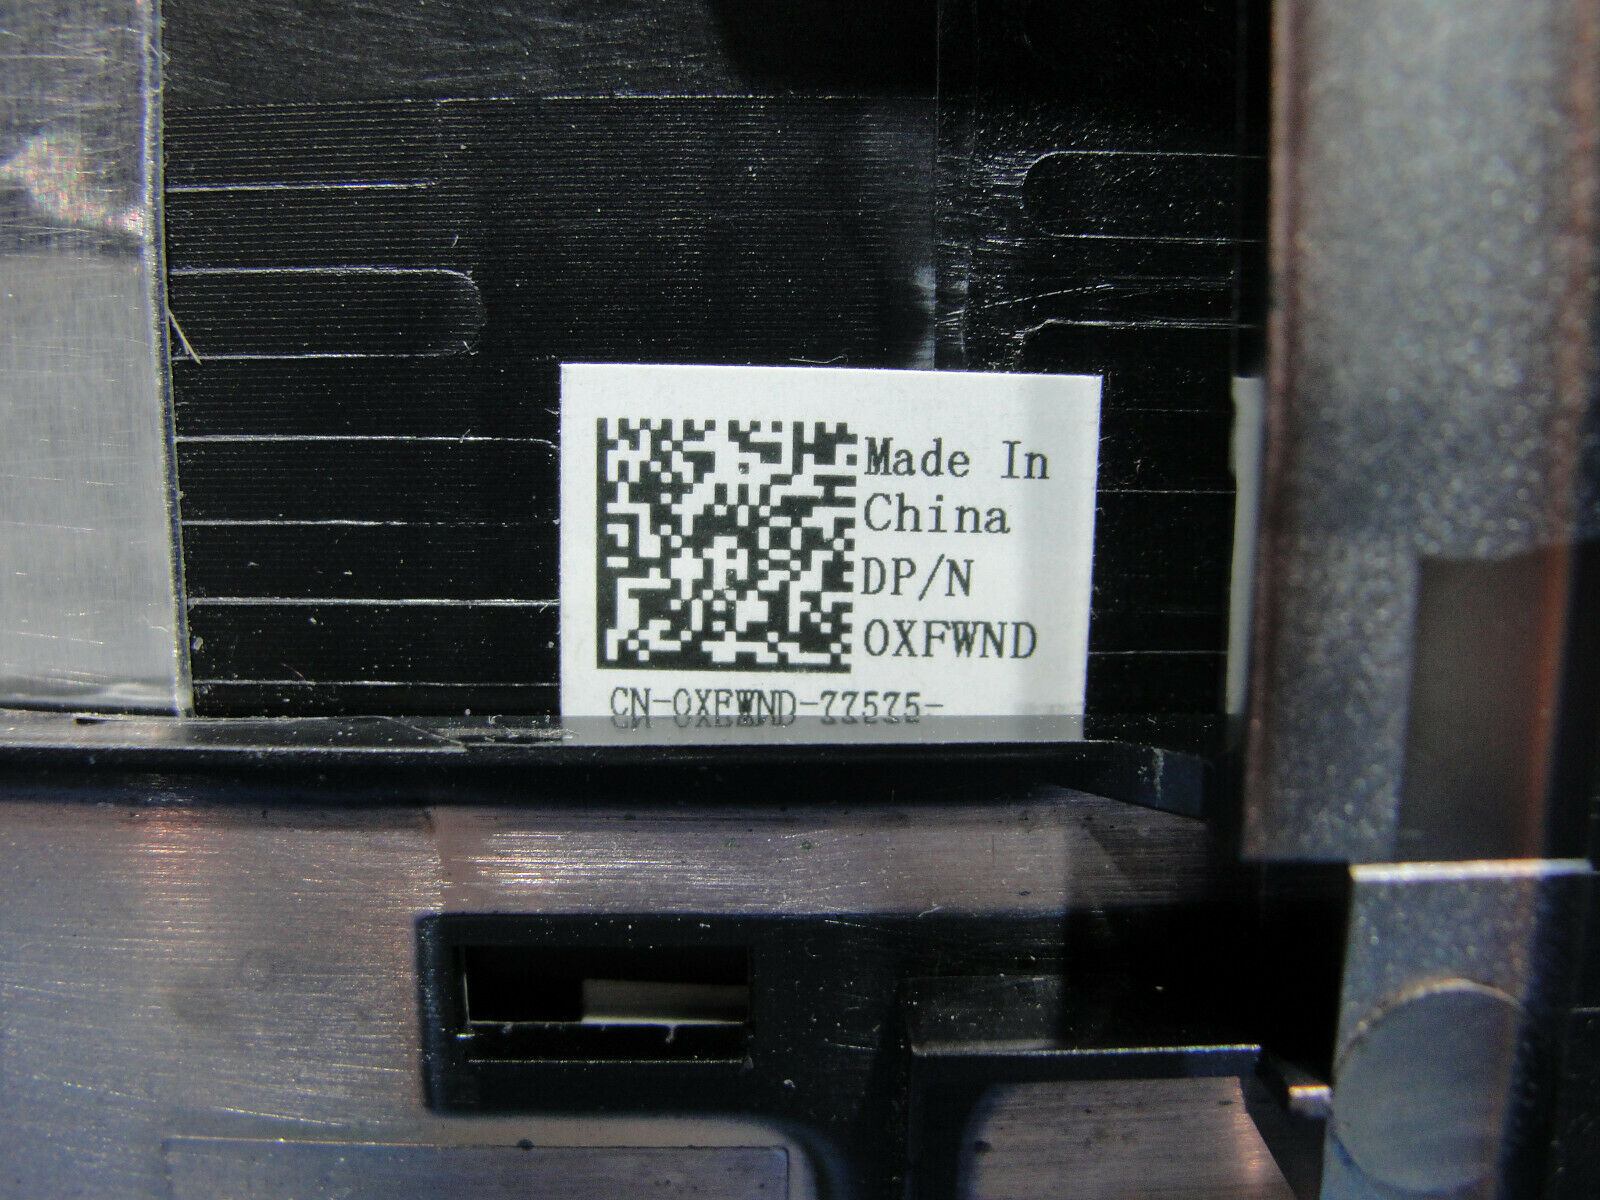 Made In
China
DP/N
0XFWND
CN-0XFWND-77575-